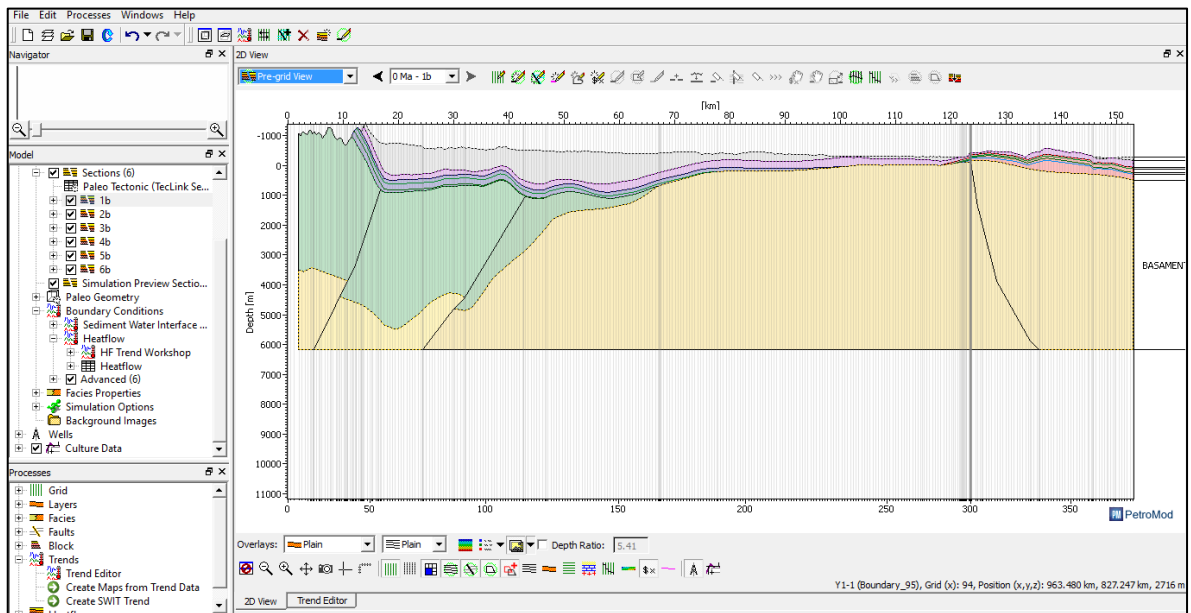 File Edit Processes Windows Help
Navigator
Model
Sections (6)
Paleo Tectonic (TecLink Se...
1b
2b
3b
4b
5b
6b
Simulation Preview Sectio...
Paleo Geometry
Boundary Conditions
Sediment Water Interface ...
Heatflow
HF Trend Workshop
Heatflow
Advanced (6)
Facies Properties
Simulation Options
Background Images
Wells
Culture Data
Processes
Grid
Layers
Facies
Faults
Block
Trends
Trend Editor
Create Maps from Trend Data
Create SWIT Trend
2D View
Pre-grid View
0 Ma - 1b
[km]
0 10 20 30 40 50 60 70 80 90 100 110 120 130 140 150
Depth [m]
-1000
0
1000
2000
3000
4000
5000
6000
7000
8000
9000
10000
11000
BASAMENT
0 50 100 150 200 250 300 350
PM PetroMod
Overlays: Plain Plain Depth Ratio: 5.41
Y1-1 (Boundary_95), Grid (x): 94, Position (x,y,z): 963.480 km, 827.247 km, 2716 m
2D View Trend Editor